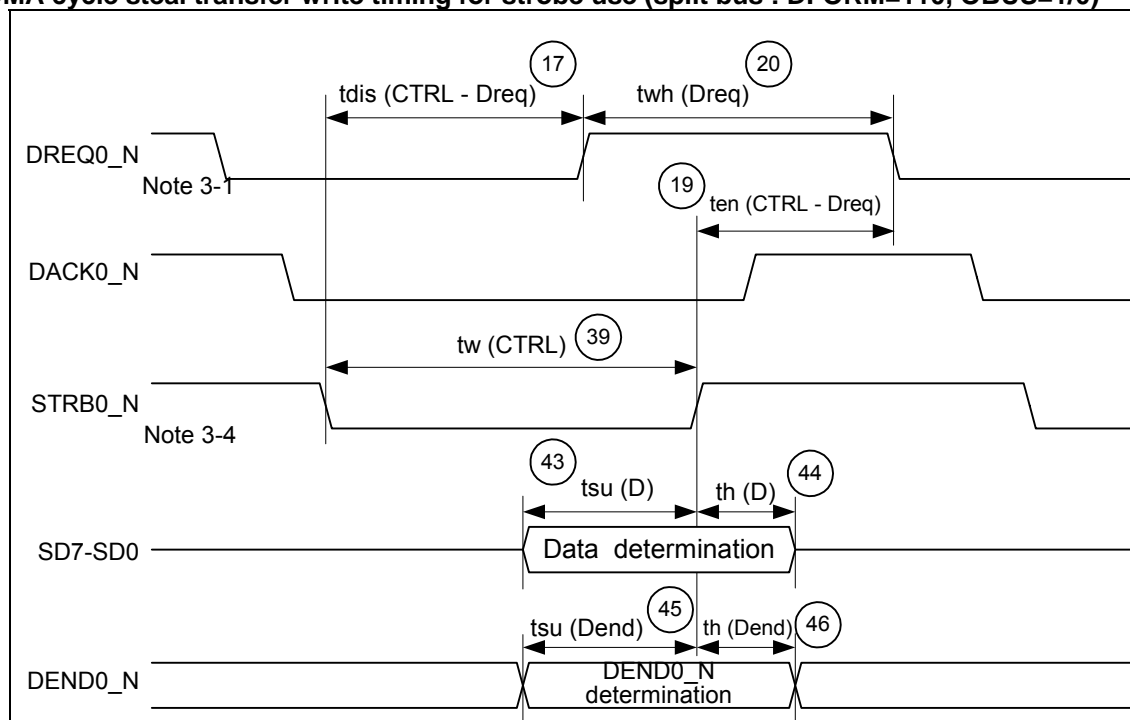 MA cycle steal transfer write timing for strobe use (split bus : DFORM=110, OBUS=1/0)
17
20
tdis (CTRL - Dreq)
twh (Dreq)
DREQ0_N
Note 3-1
19
ten (CTRL - Dreq)
DACK0_N
tw (CTRL)
39
STRB0_N
Note 3-4
43
44
tsu (D)
th (D)
SD7-SD0
Data determination
45
46
tsu (Dend)
th (Dend)
DEND0_N
DEND0_N
determination